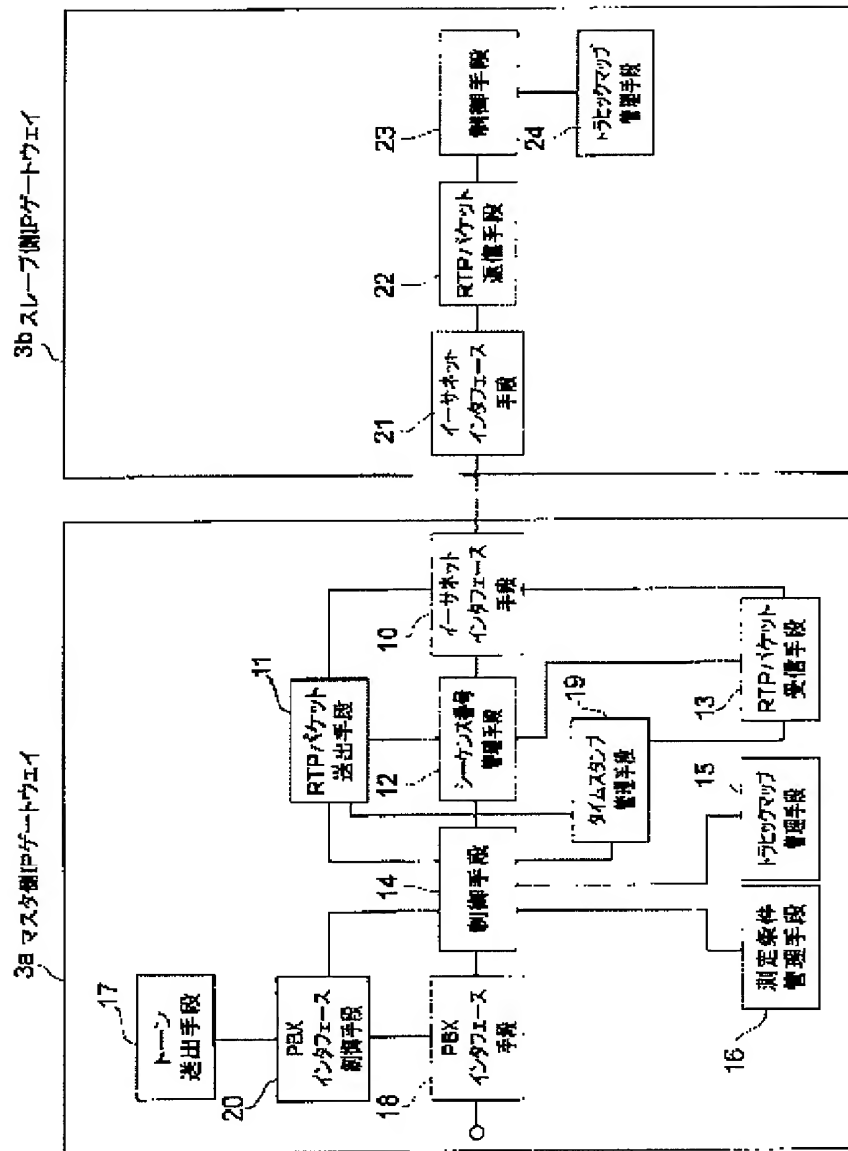 3a マスタ側IPゲートウェイ
17
トーン
送出手段
20
PBX
インタフェース
制御手段
18
PBX
インタフェース
手段
11
RTPパケット
送出手段
14
制御手段
12
シーケンス番号
管理手段
10
イーサネット
インタフェース
手段
19
タイムスタンプ
管理手段
16
測定条件
管理手段
15
トラヒックマップ
管理手段
13
RTPパケット
受信手段
3b スレーブ側IPゲートウェイ
21
イーサネット
インタフェース
手段
22
RTPパケット
返信手段
23
制御手段
24
トラヒックマップ
管理手段